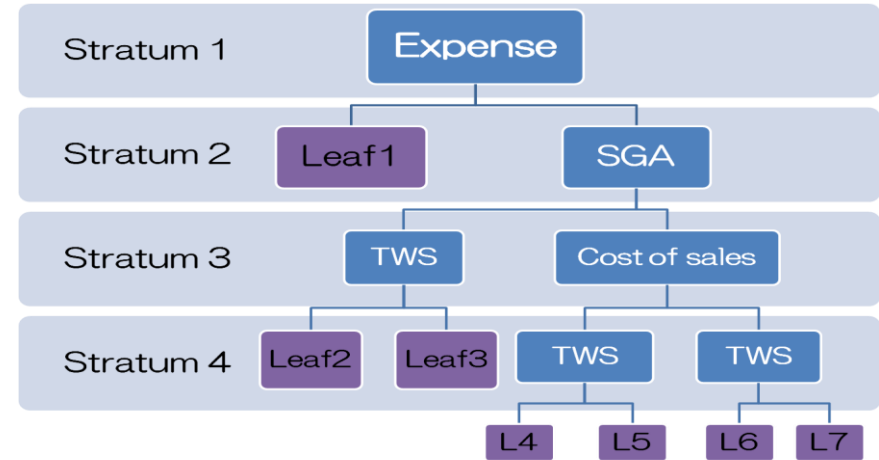 Stratum 1
Expense
Stratum 2
Leaf1
SGA
Stratum 3
TWS
Cost of sales
Stratum 4
Leaf2
Leaf3
TWS
TWS
L4
L5
L6
L7